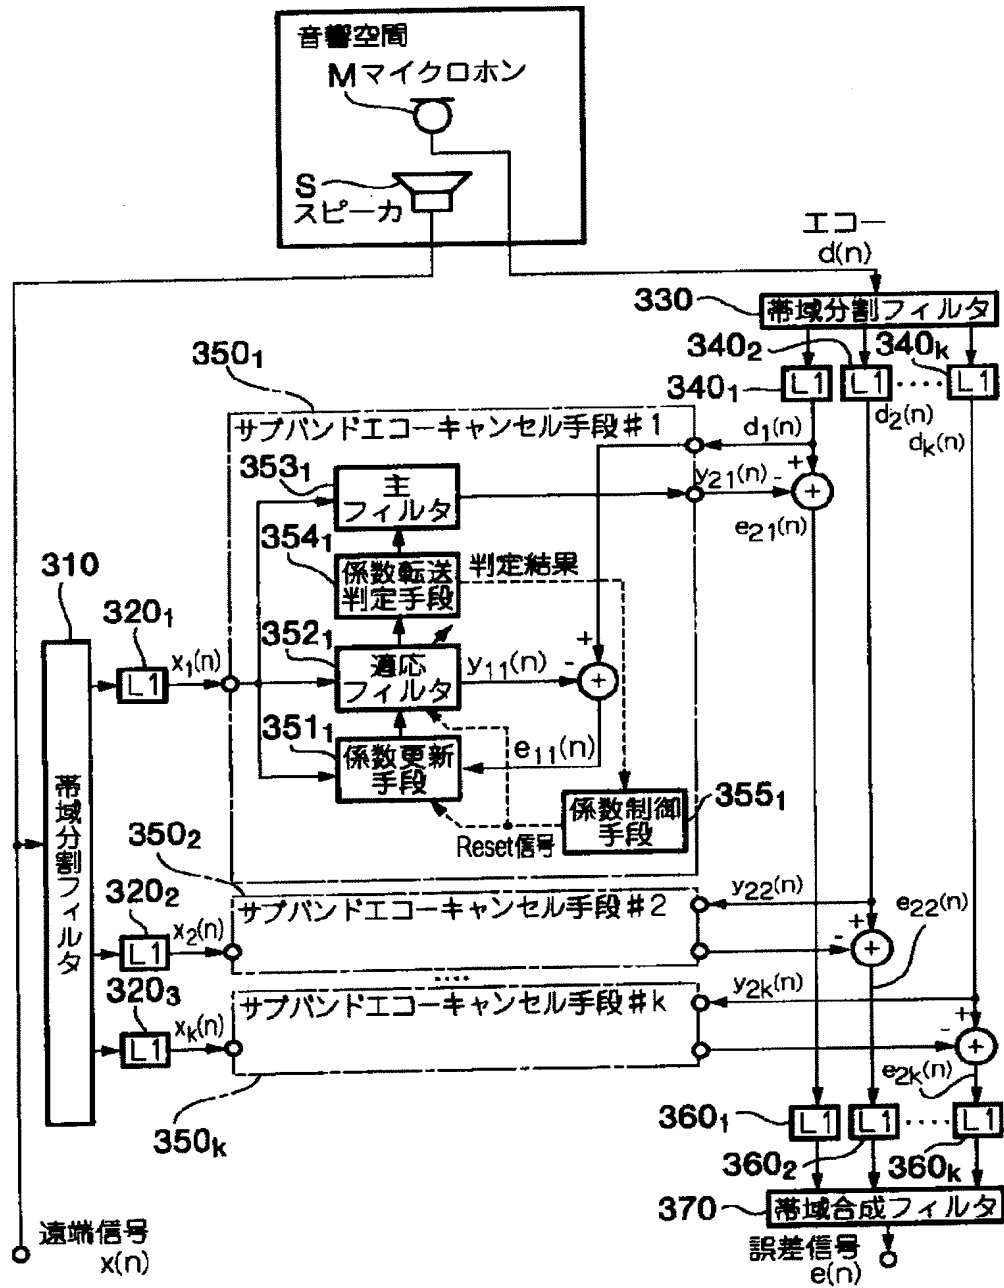 音響空間
Mマイクロホン
S
スピーカ
エコー
d(n)
330
帯域分割フィルタ
340₁
340₂
340ₖ
L1
L1
‥‥
L1
d₁(n)
d₂(n)
dₖ(n)
350₁
サブバンドエコーキャンセル手段#1
353₁
主
フィルタ
y₂₁(n)
+
-
+
e₂₁(n)
354₁
係数転送
判定手段
判定結果
310
帯域分割フィルタ
320₁
L1
x₁(n)
352₁
適応
フィルタ
y₁₁(n)
+
-
+
351₁
係数更新
手段
e₁₁(n)
355₁
係数制御
手段
Reset信号
350₂
サブバンドエコーキャンセル手段#2
320₂
L1
x₂(n)
y₂₂(n)
+
-
+
e₂₂(n)
‥‥
サブバンドエコーキャンセル手段#k
320₃
L1
xₖ(n)
350ₖ
y₂ₖ(n)
+
-
+
e₂ₖ(n)
360₁
360₂
360ₖ
L1
L1
‥‥
L1
370
帯域合成フィルタ
遠端信号
x(n)
誤差信号
e(n)